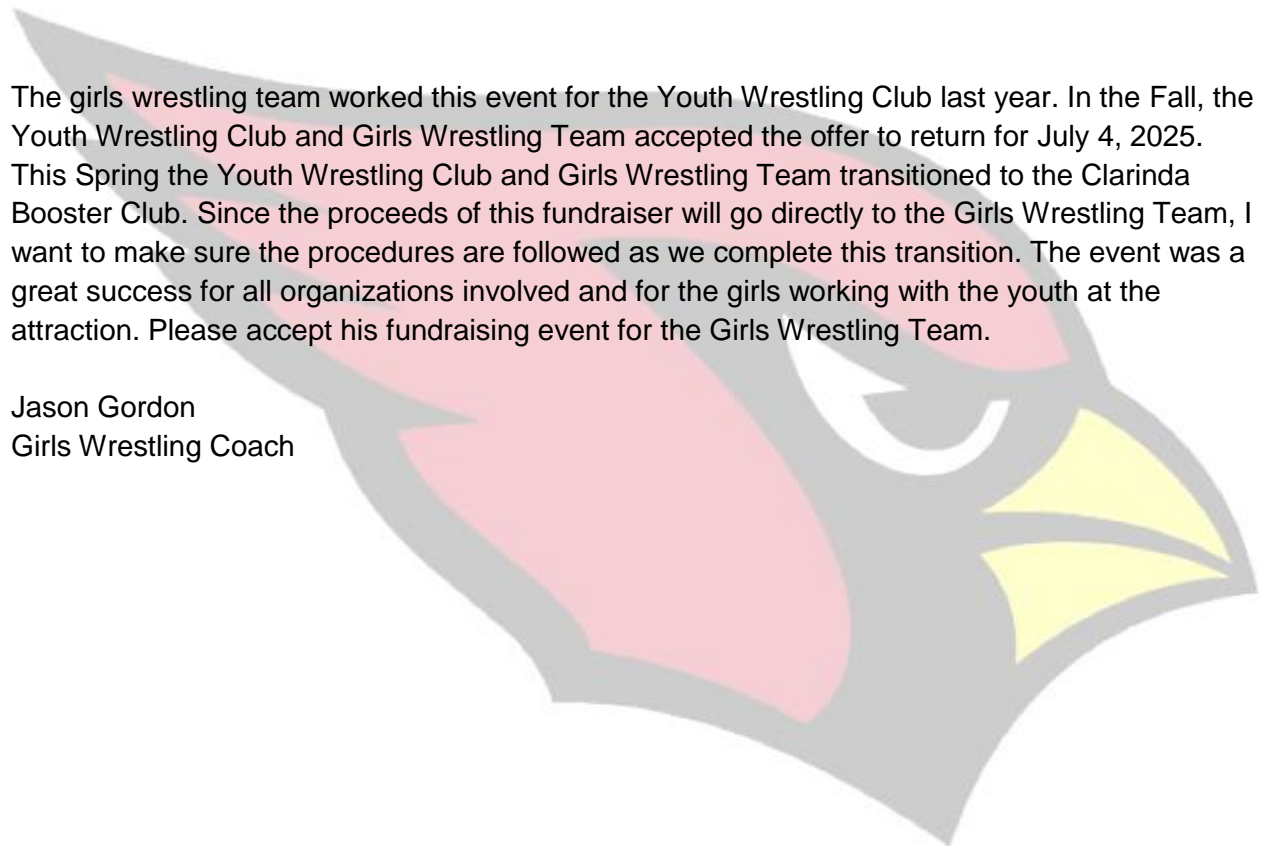 The girls wrestling team worked this event for the Youth Wrestling Club last year. In the Fall, the
Youth Wrestling Club and Girls Wrestling Team accepted the offer to return for July 4, 2025.
This Spring the Youth Wrestling Club and Girls Wrestling Team transitioned to the Clarinda
Booster Club. Since the proceeds of this fundraiser will go directly to the Girls Wrestling Team, I
want to make sure the procedures are followed as we complete this transition. The event was a
great success for all organizations involved and for the girls working with the youth at the
attraction. Please accept his fundraising event for the Girls Wrestling Team.
Jason Gordon
Girls Wrestling Coach